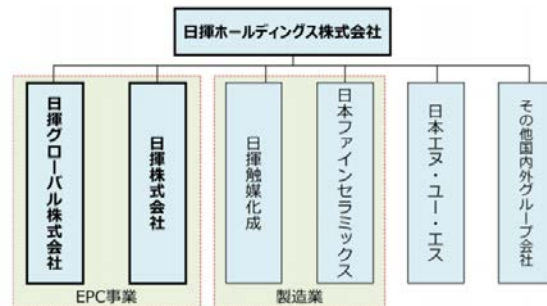 日揮ホールディングス株式会社
日揮グローバル株式会社
日揮株式会社
日揮触媒化成
日本ファインセラミックス
日本エヌ・ユー・エス
その他国内外グループ会社
EPC事業
製造業